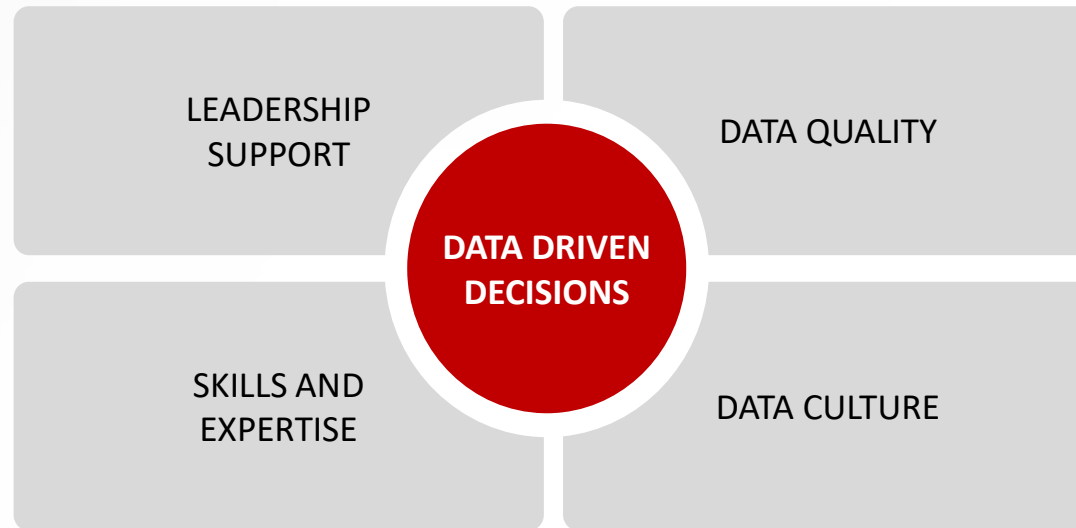 LEADERSHIP
SUPPORT
DATA QUALITY
DATA DRIVEN
DECISIONS
SKILLS AND
EXPERTISE
DATA CULTURE